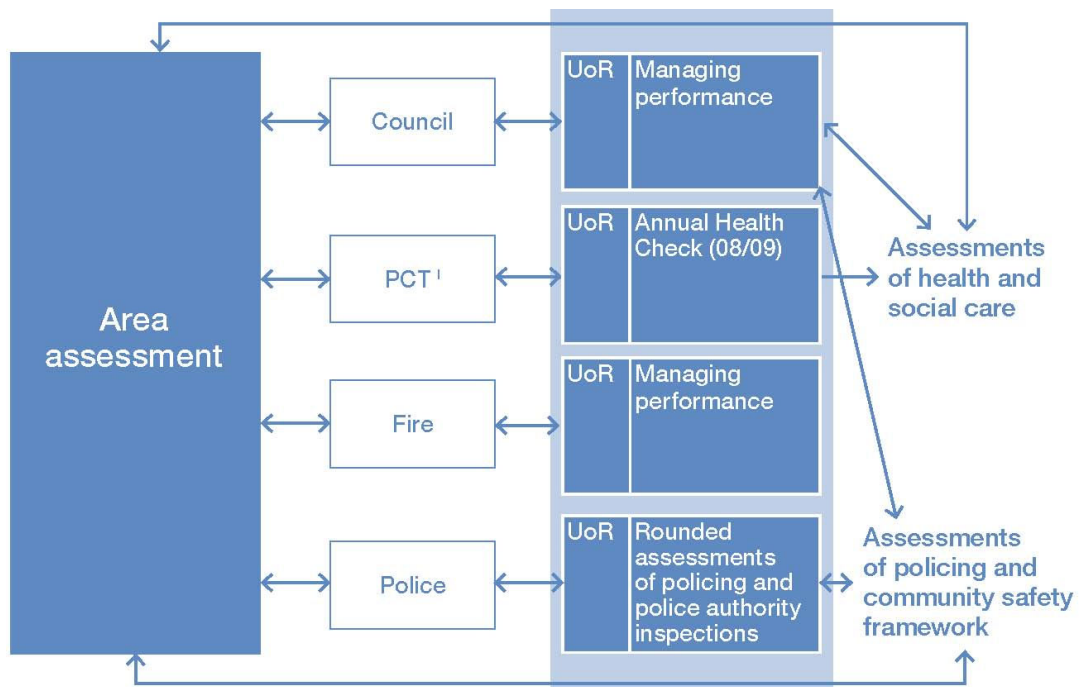 Area
assessment
Council
UoR
Managing
performance
PCT ¹
UoR
Annual Health
Check (08/09)
Fire
UoR
Managing
performance
Police
UoR
Rounded
assessments
of policing and
police authority
inspections
Assessments
of health and
social care
Assessments
of policing and
community safety
framework